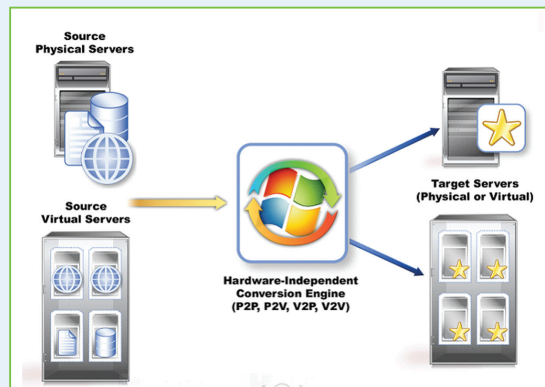 Source
Physical Servers
Source
Virtual Servers
Hardware-Independent
Conversion Engine
(P2P, P2V, V2P, V2V)
Target Servers
(Physical or Virtual)